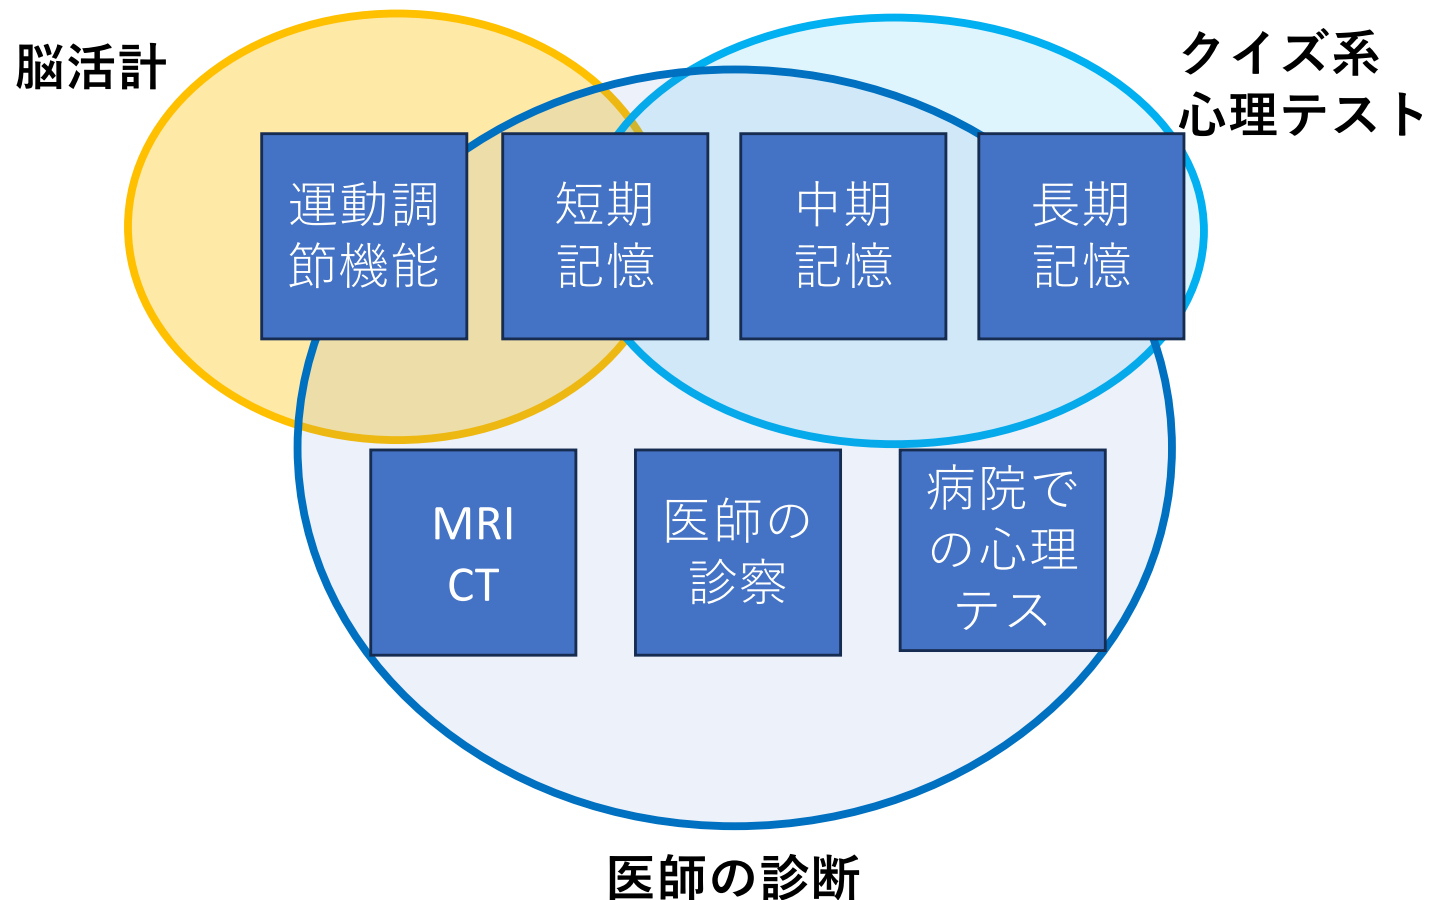 脳活計
クイズ系
心理テスト
運動調
節機能
短期
記憶
中期
記憶
長期
記憶
MRI
CT
医師の
診察
病院で
の心理
テス
医師の診断